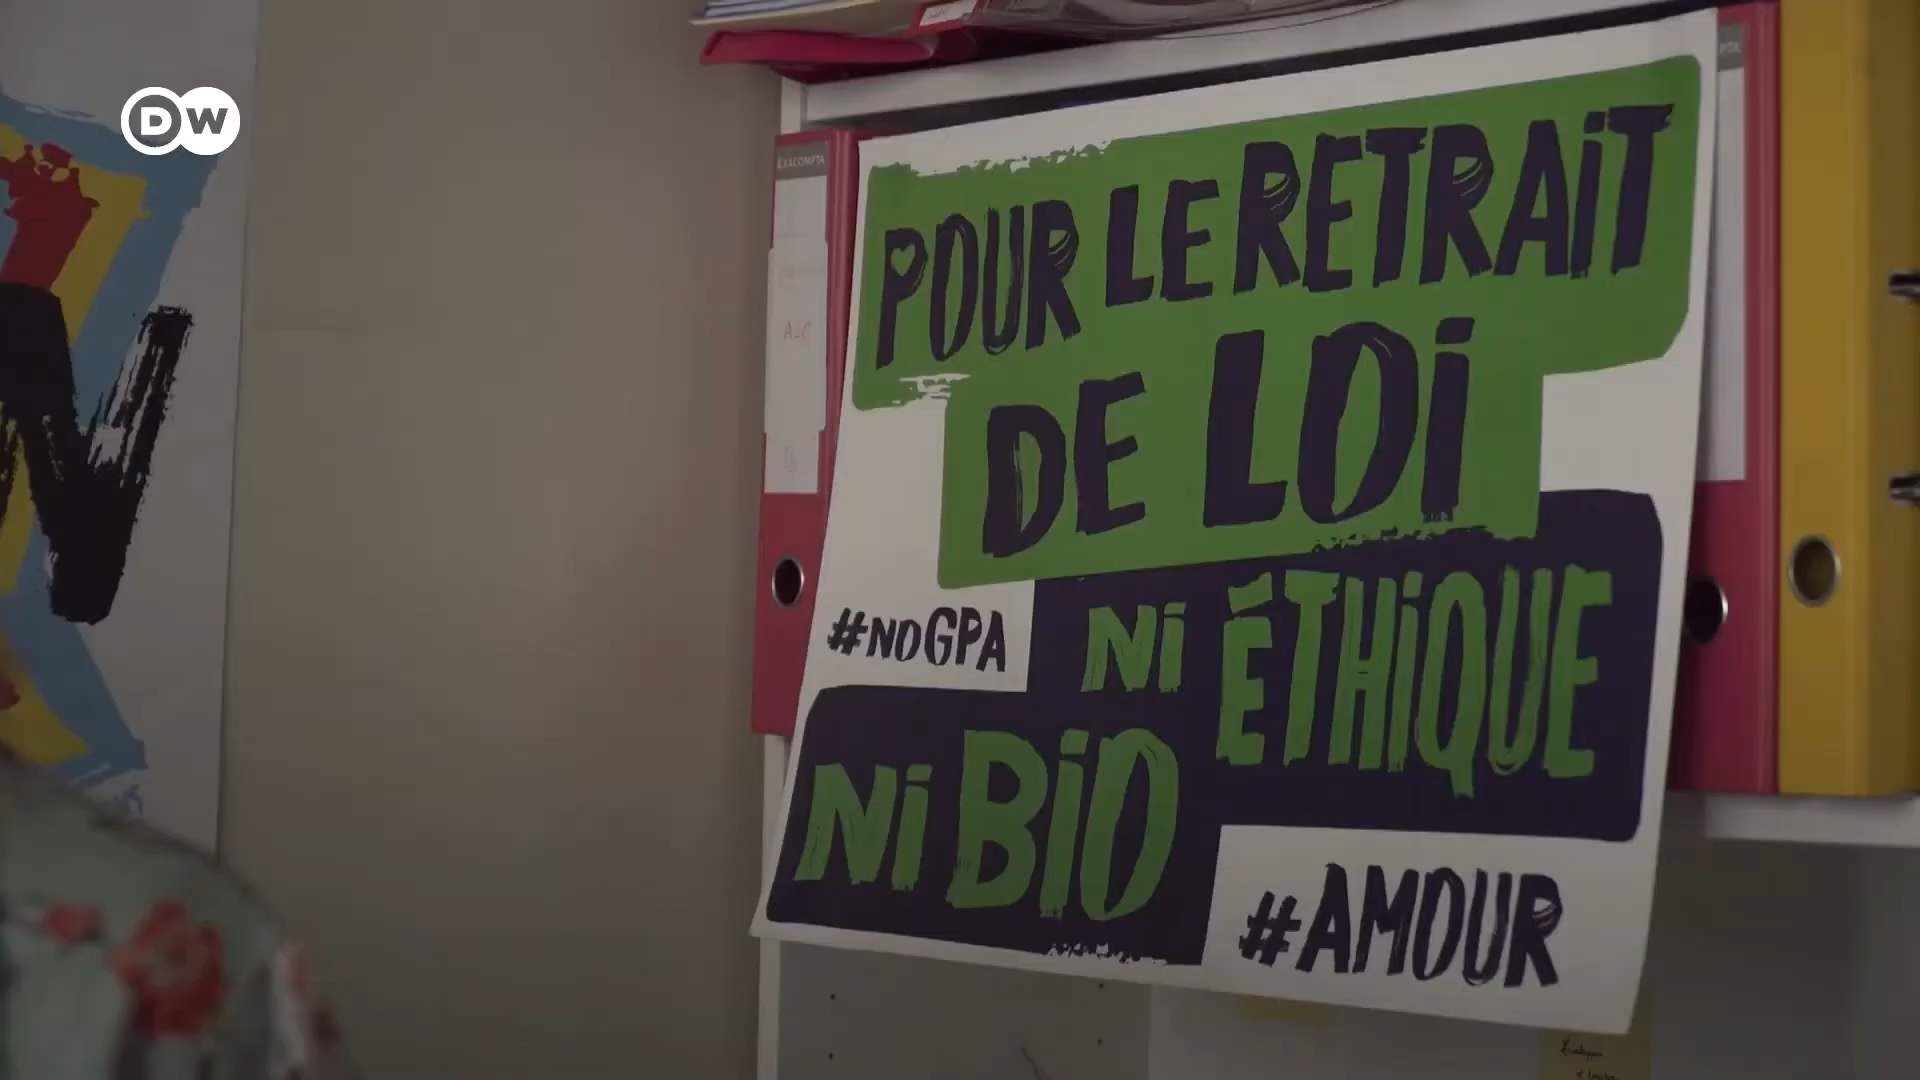 DW
EXACOMPTA
POUR LE RETRAiT
DE LOi
#NOGPA
Ni ÉTHiQUE
Ni BiO
#AMOUR